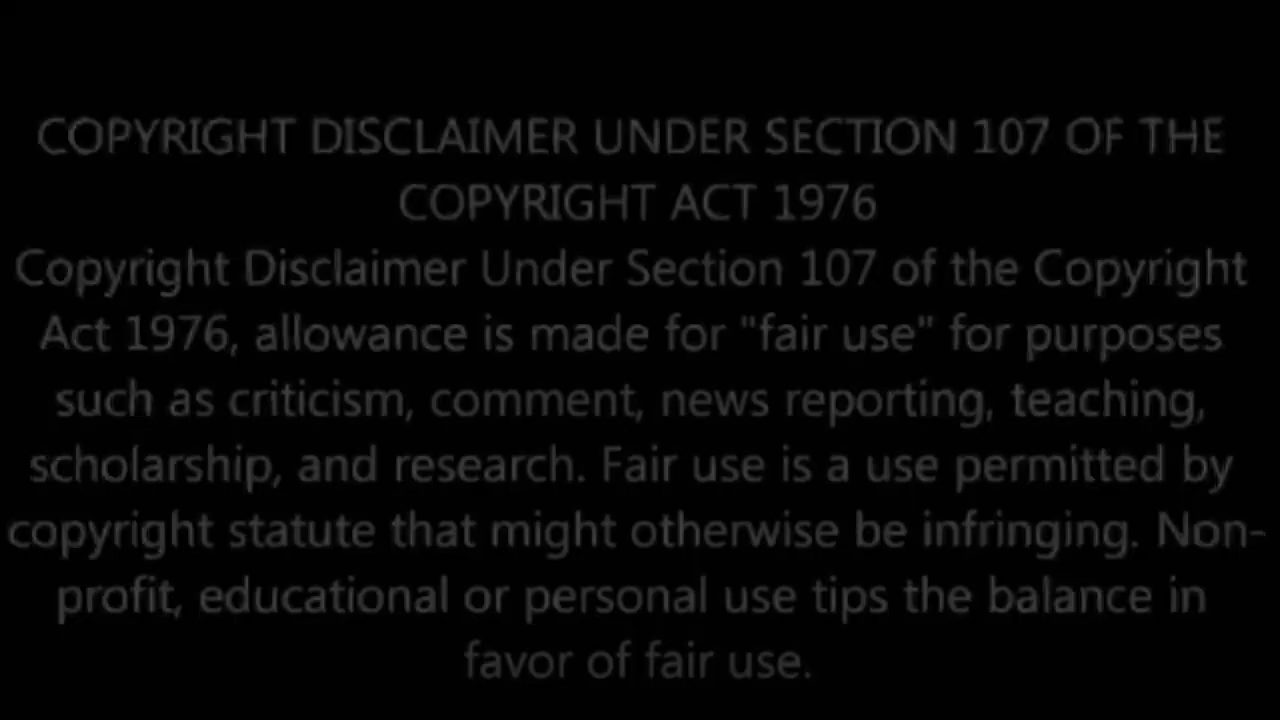 COPYRIGHT DISCLAIMER UNDER SECTION 107 OF THE
COPYRIGHT ACT 1976
Copyright Disclaimer Under Section 107 of the Copyright
Act 1976, allowance is made for "fair use" for purposes
such as criticism, comment, news reporting, teaching,
scholarship, and research. Fair use is a use permitted by
copyright statute that might otherwise be infringing. Non-
profit, educational or personal use tips the balance in
favor of fair use.